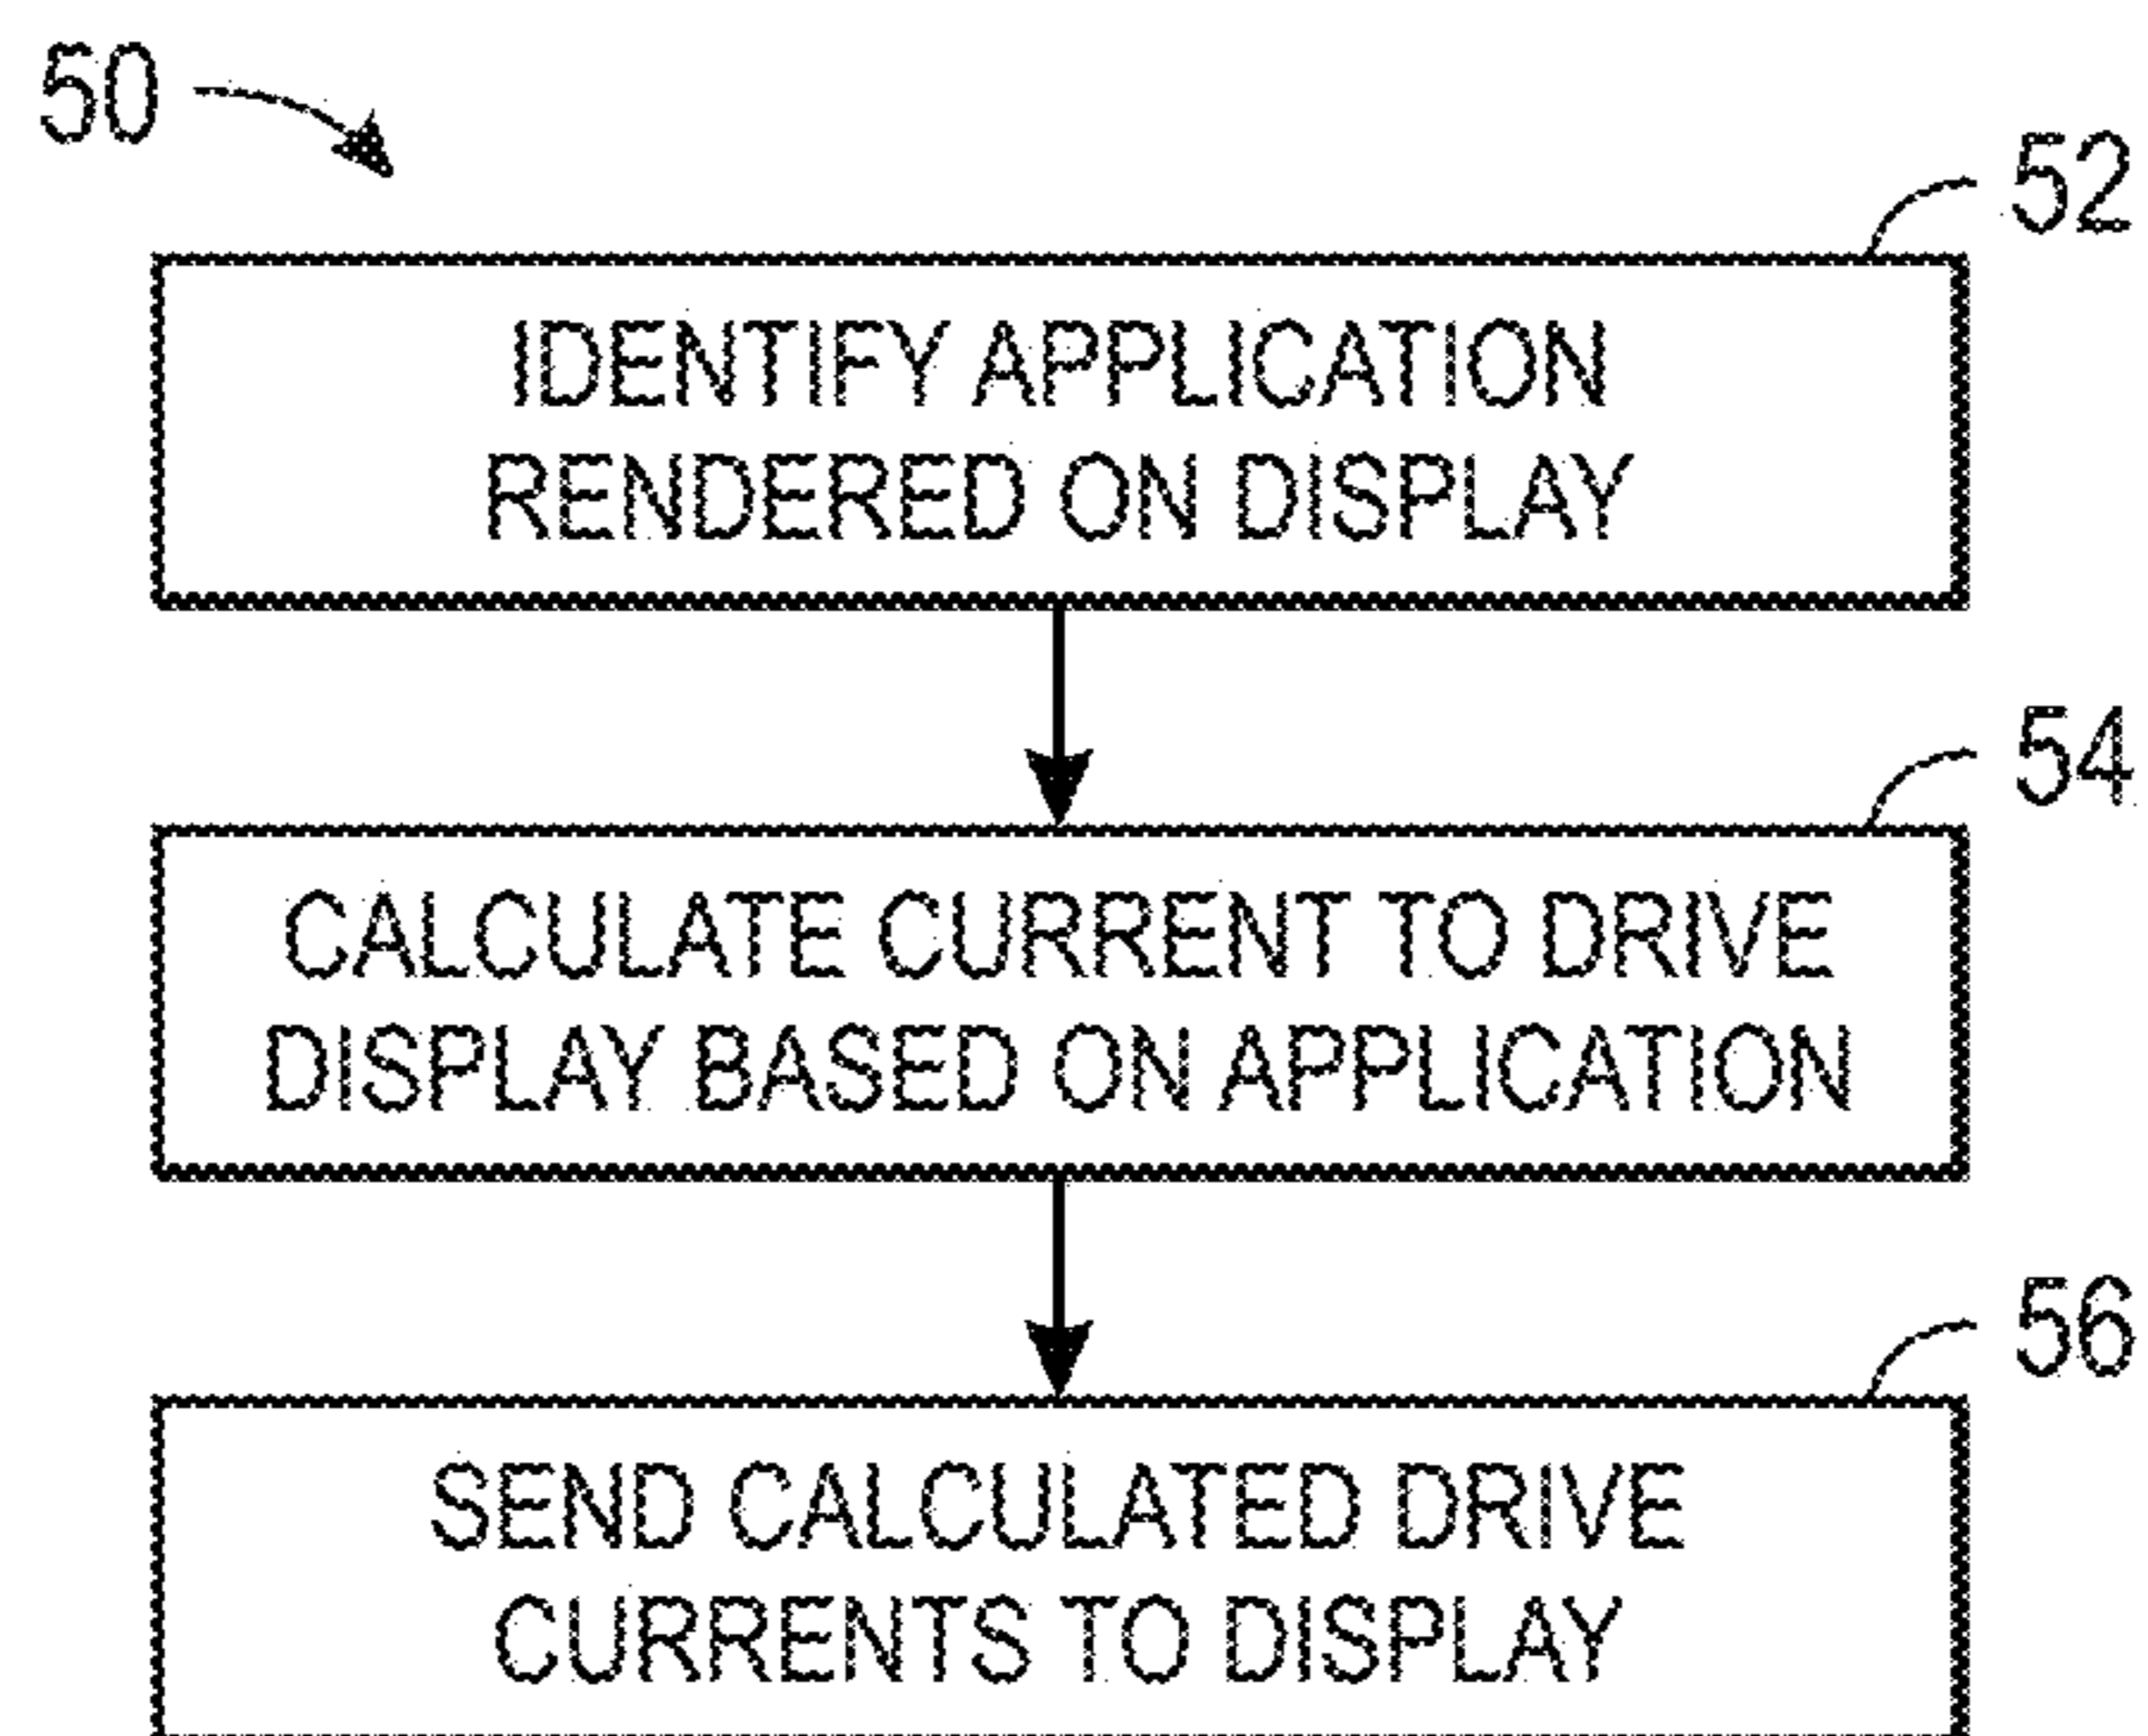 50
52
IDENTIFY APPLICATION
RENDERED ON DISPLAY
54
CALCULATE CURRENT TO DRIVE
DISPLAY BASED ON APPLICATION
56
SEND CALCULATED DRIVE
CURRENTS TO DISPLAY